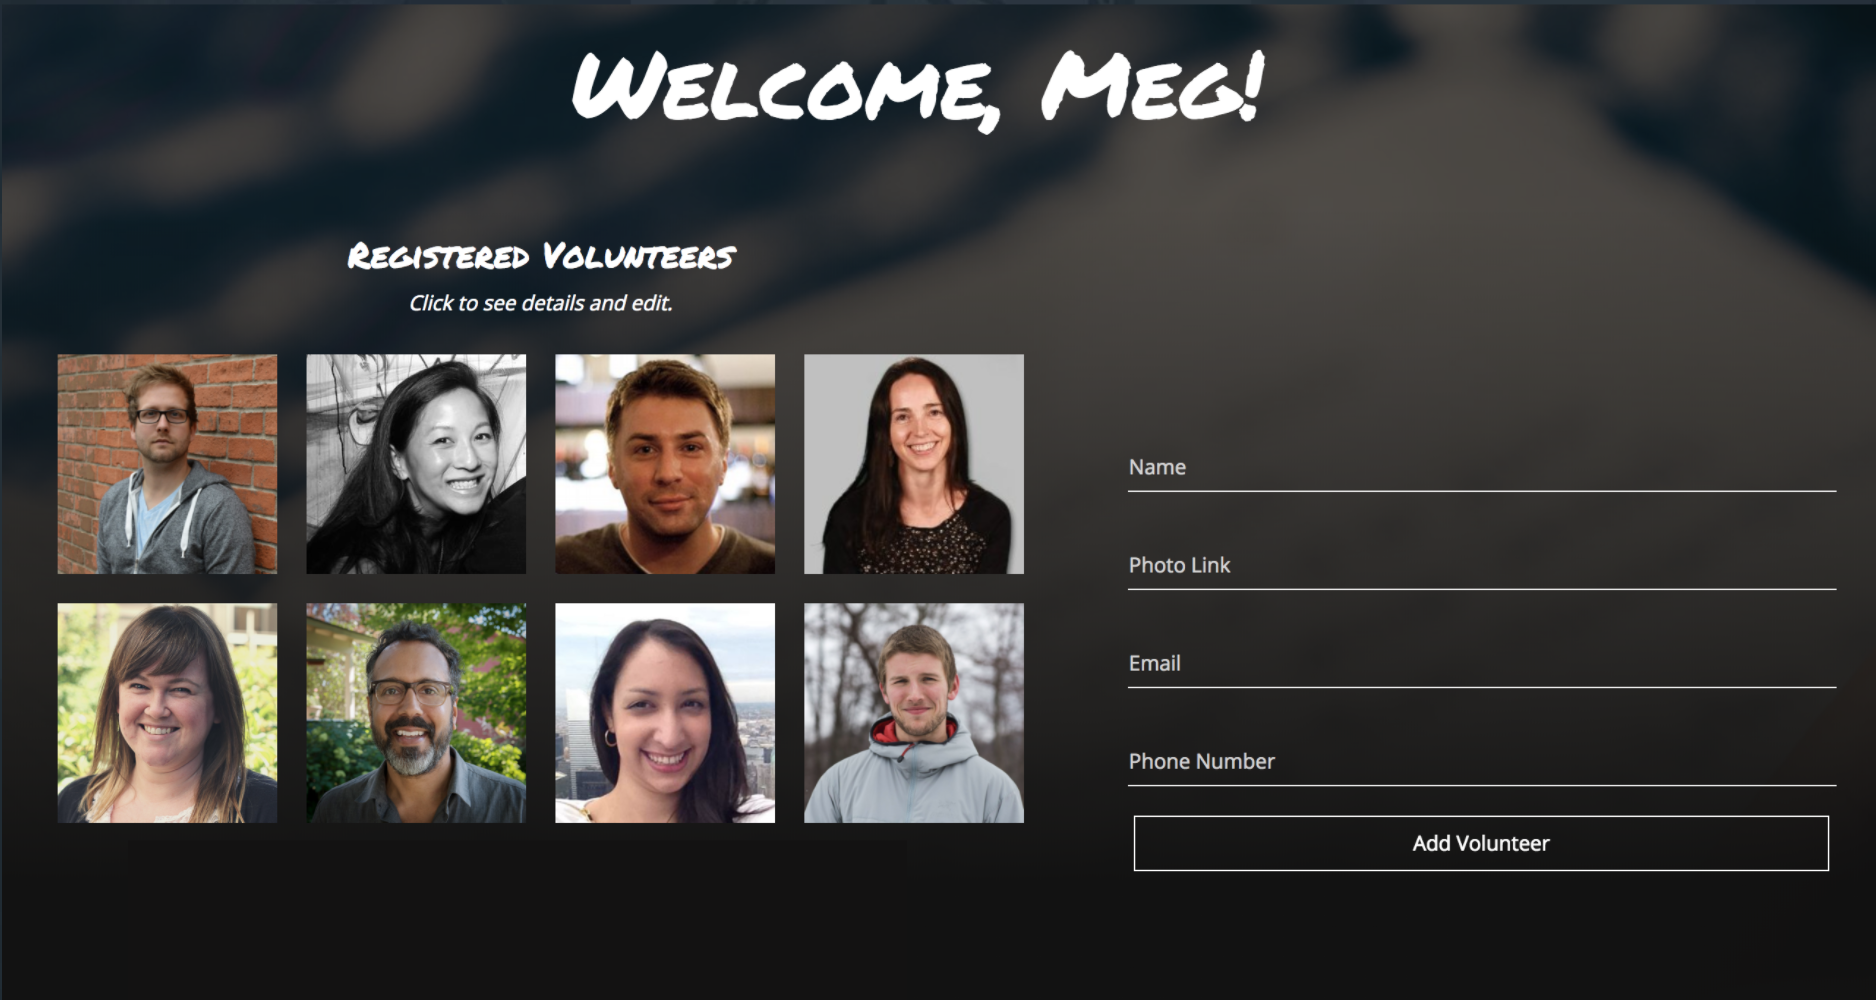 Welcome, Meg!
Registered Volunteers
Click to see details and edit.
Name
Photo Link
Email
Phone Number
Add Volunteer